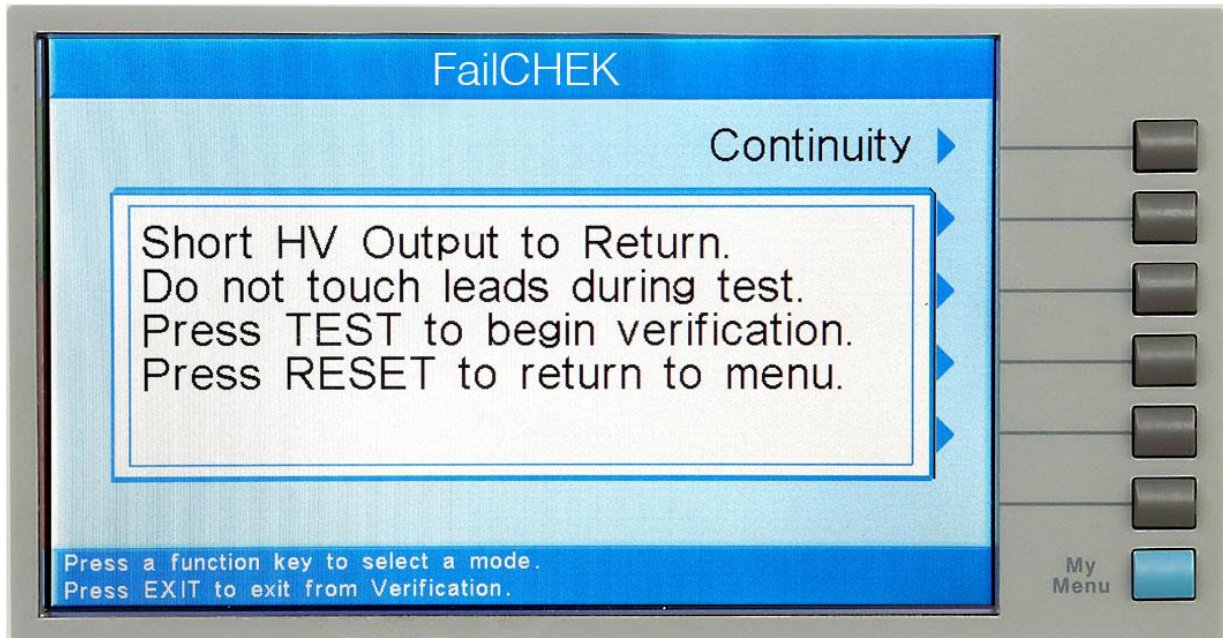 FailCHEK
Continuity
Short HV Output to Return.
Do not touch leads during test.
Press TEST to begin verification.
Press RESET to return to menu.
Press a function key to select a mode.
Press EXIT to exit from Verification.
My
Menu